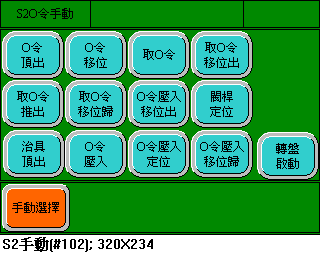 S2O令手動
O令
頂出
O令
移位
取O令
取O令
移位出
取O令
推出
取O令
移位歸
O令壓入
移位出
閥桿
定位
治具
頂出
O令
壓入
O令壓入
定位
O令壓入
移位歸
轉盤
啟動
手動選擇
S2手動(#102); 320X234